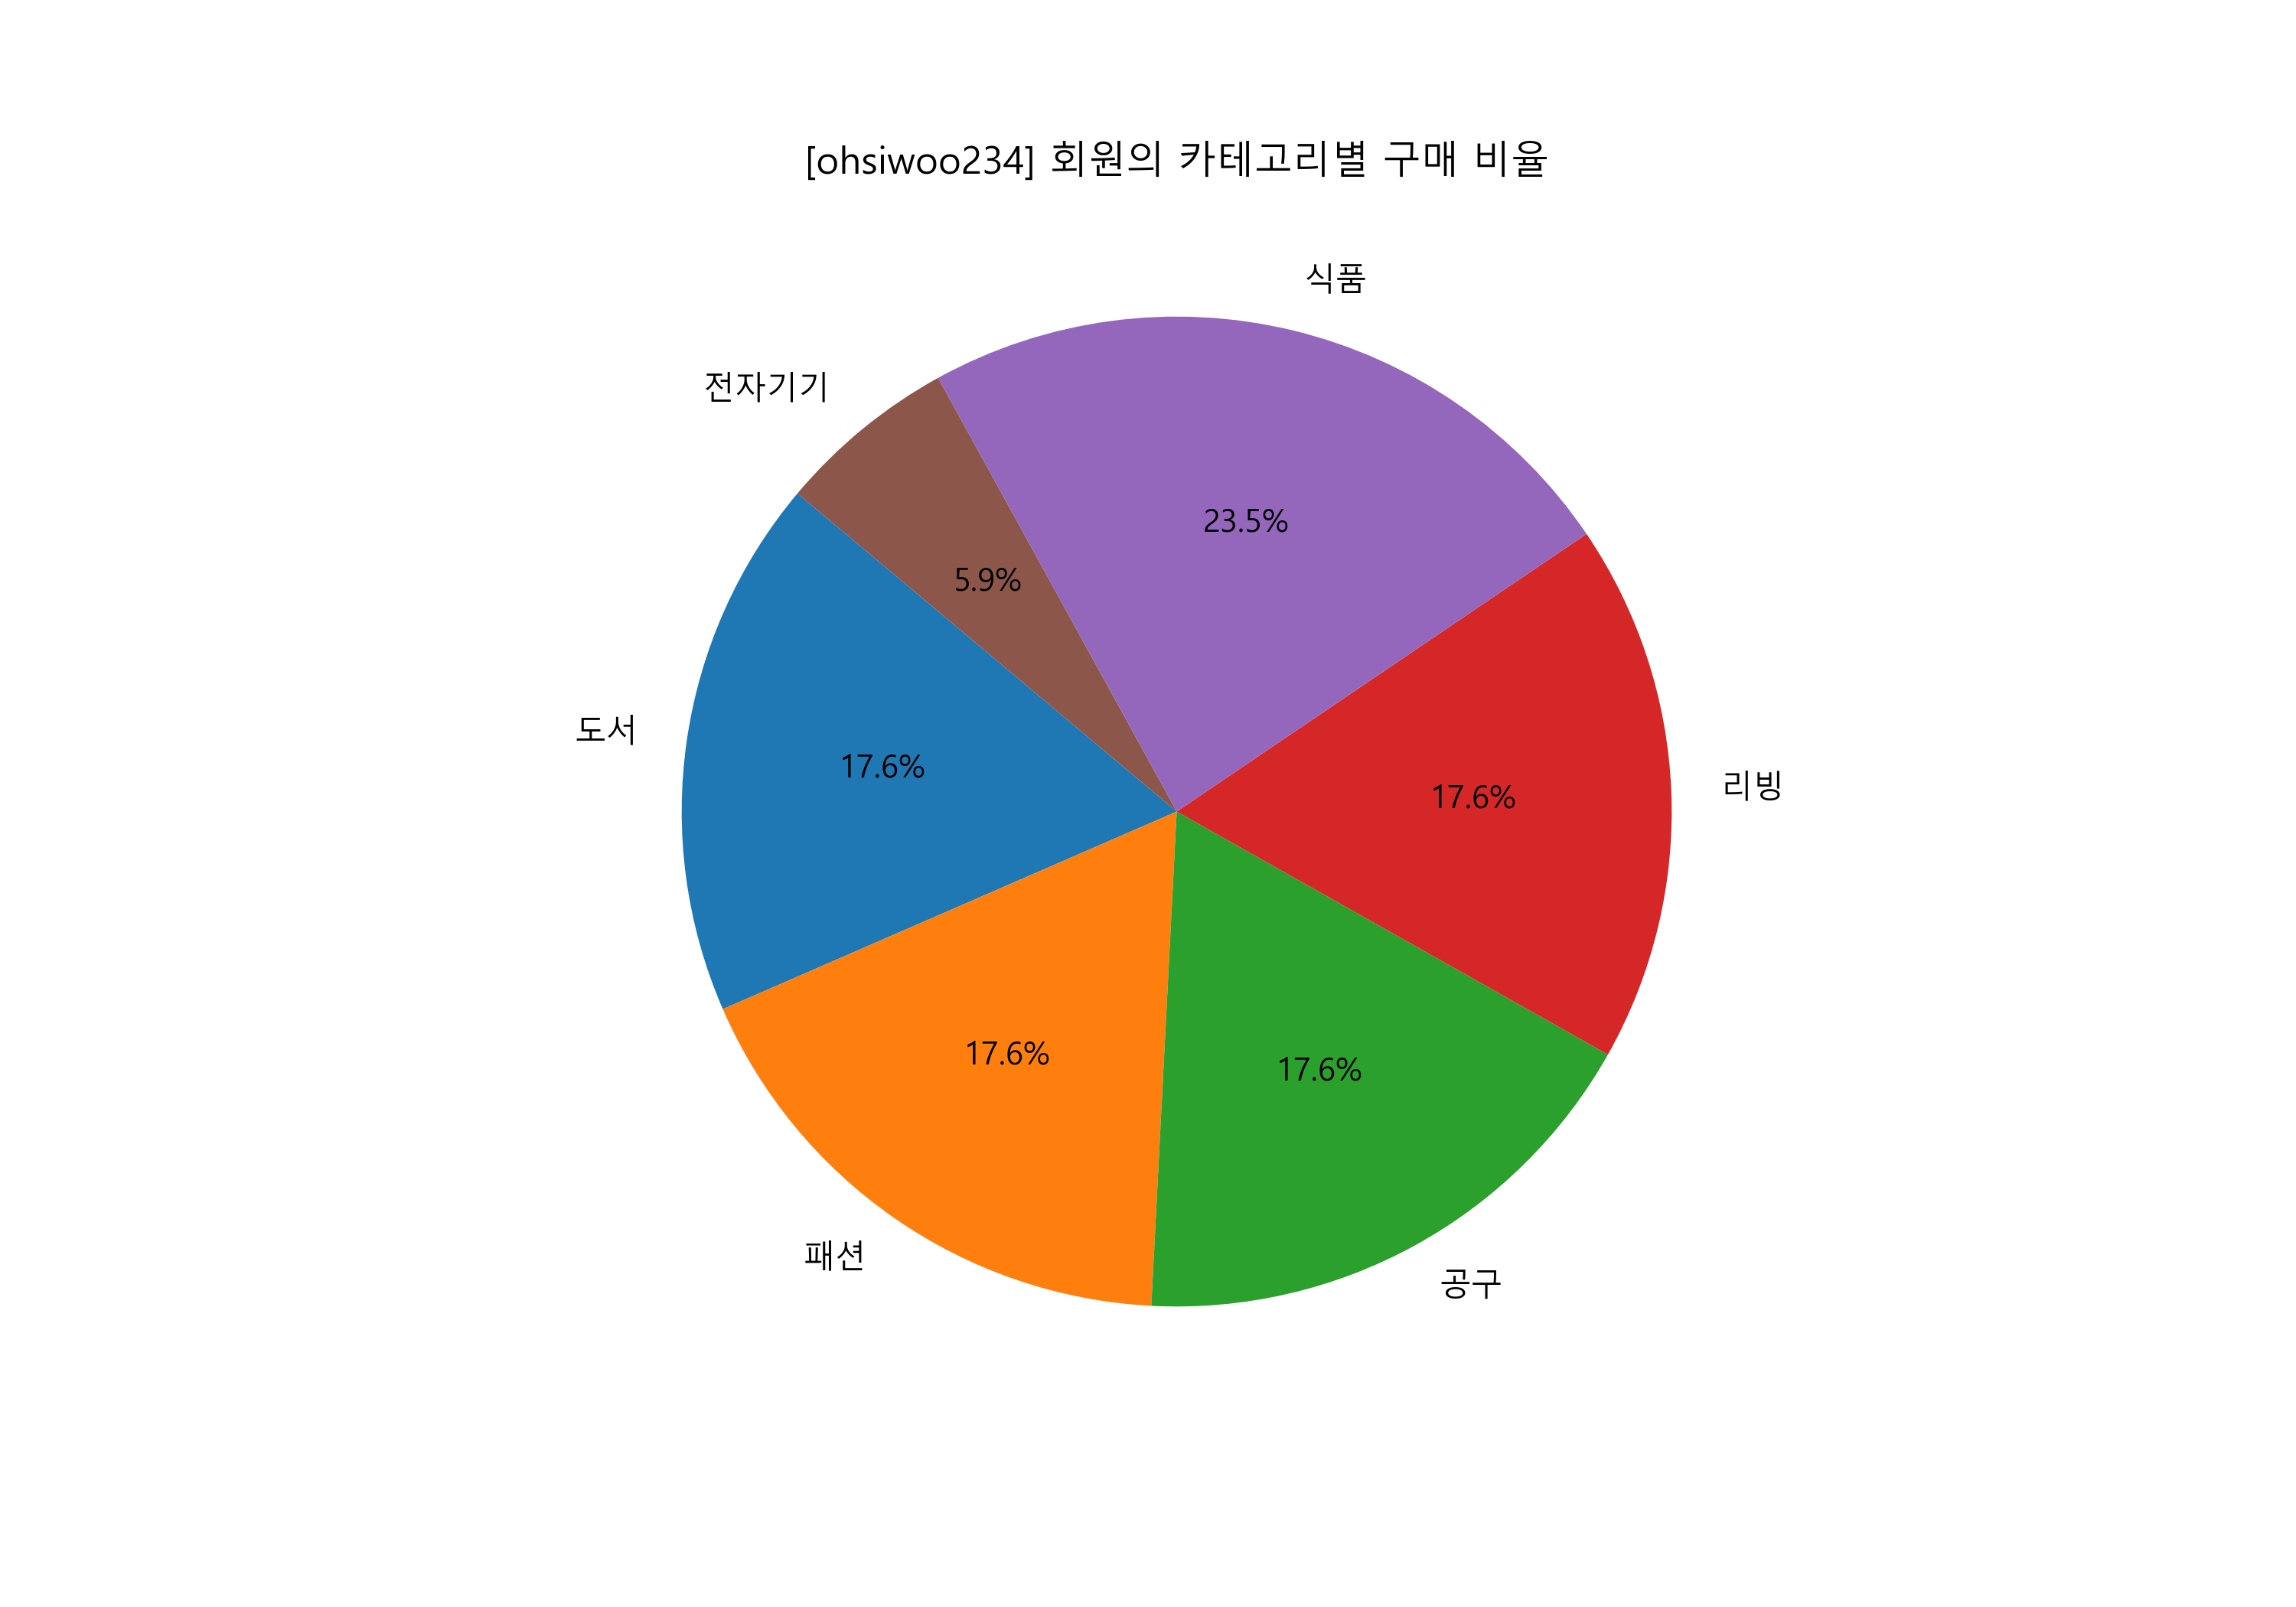 [ohsiwoo234] 회원의 카테고리별 구매 비율
식품
전자기기
23.5%
5.9%
도서
17.6%
리빙
17.6%
17.6%
17.6%
패션
공구